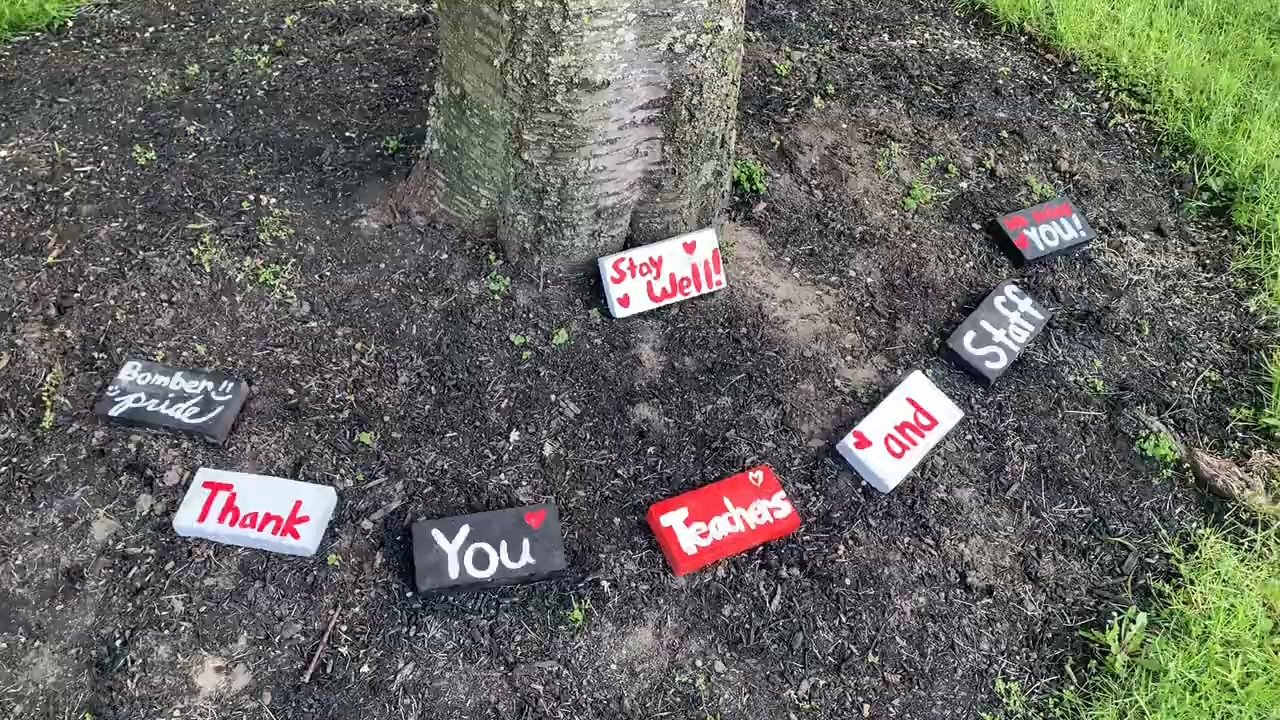 Stay
Well!
YOU!
Staff
and
Bomber
pride
Thank
You
Teachers